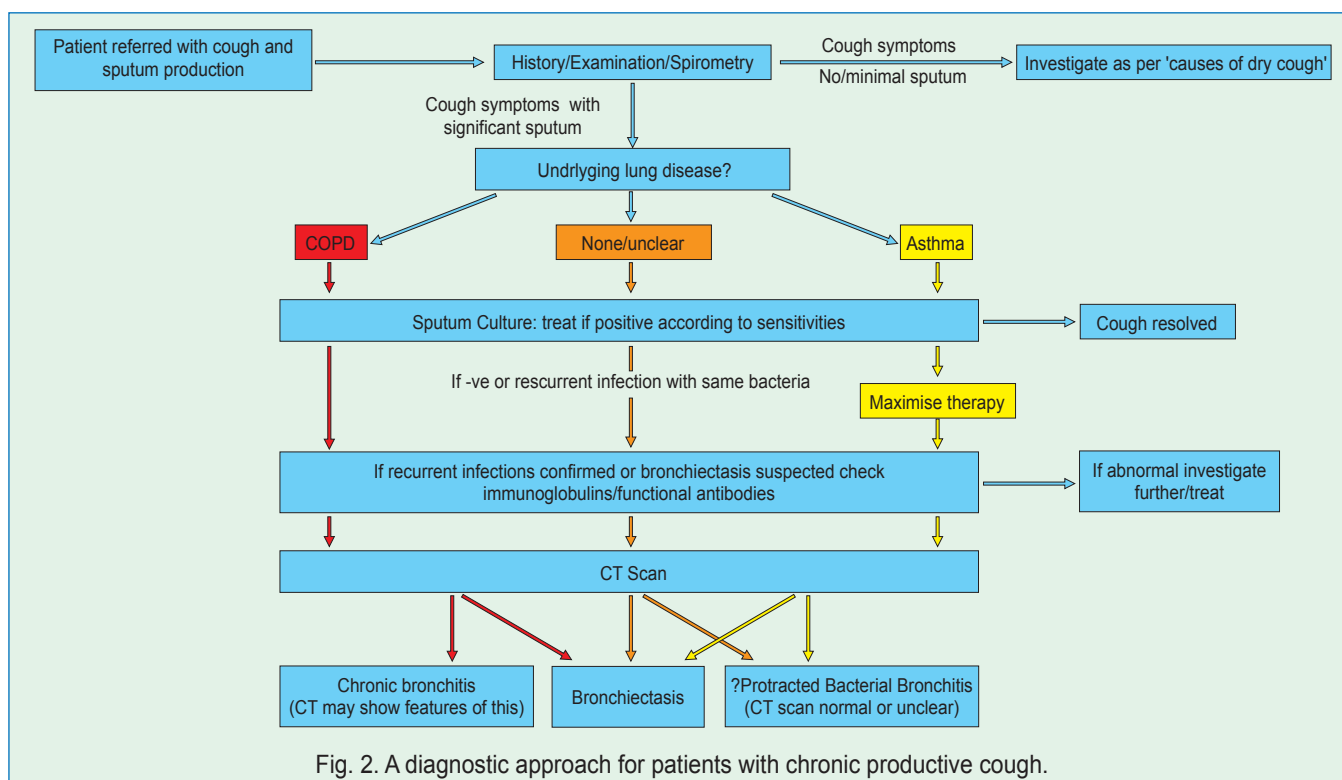 Patient referred with cough and
sputum production
History/Examination/Spirometry
Cough symptoms
No/minimal sputum
Investigate as per 'causes of dry cough'
Cough symptoms with
significant sputum
Undrlyging lung disease?
COPD
None/unclear
Asthma
Sputum Culture: treat if positive according to sensitivities
Cough resolved
If -ve or rescurrent infection with same bacteria
Maximise therapy
If recurrent infections confirmed or bronchiectasis suspected check
immunoglobulins/functional antibodies
If abnormal investigate
further/treat
CT Scan
Chronic bronchitis
(CT may show features of this)
Bronchiectasis
?Protracted Bacterial Bronchitis
(CT scan normal or unclear)
Fig. 2. A diagnostic approach for patients with chronic productive cough.